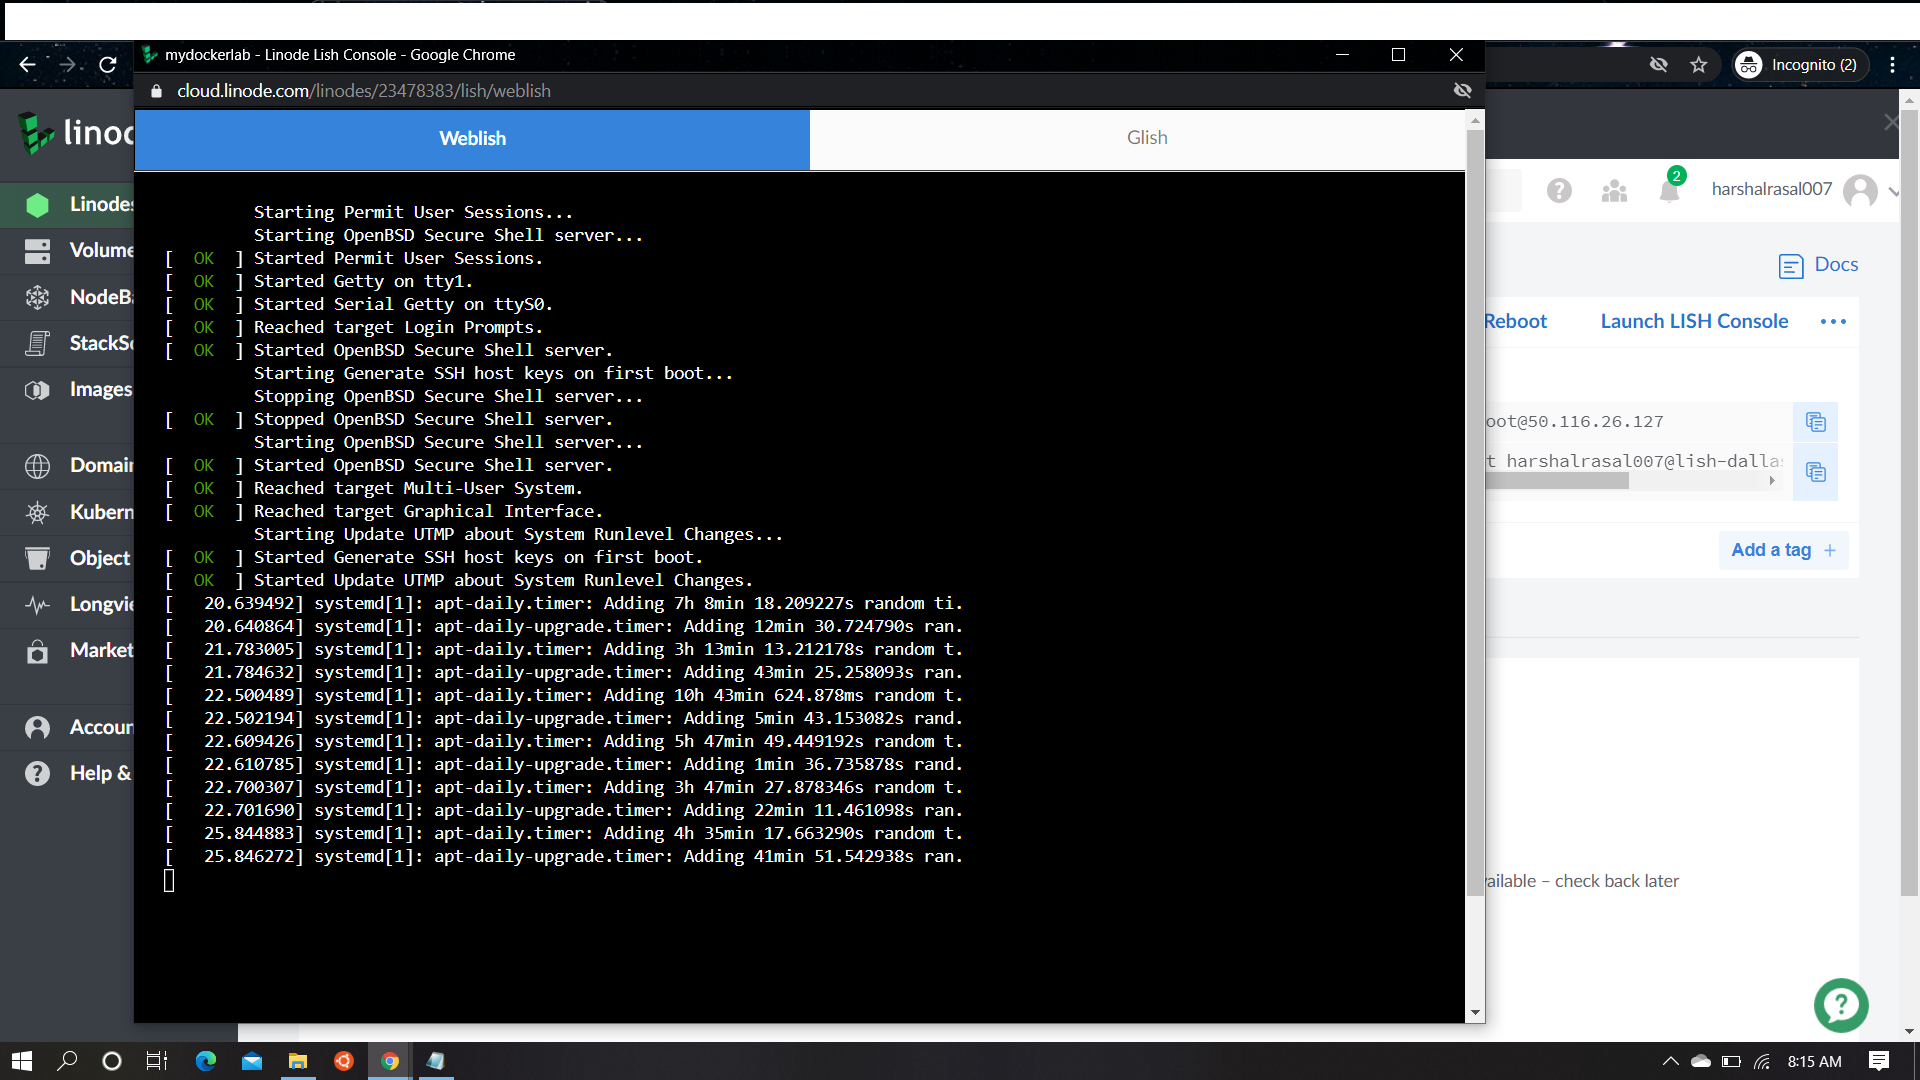 mydockerlab - Linode Lish Console - Google Chrome
Incognito (2)
cloud.linode.com/linodes/23478383/lish/weblish
Weblish
Glish
Starting Permit User Sessions...
Starting OpenBSD Secure Shell server...
[  OK  ] Started Permit User Sessions.
[  OK  ] Started Getty on tty1.
[  OK  ] Started Serial Getty on ttyS0.
[  OK  ] Reached target Login Prompts.
[  OK  ] Started OpenBSD Secure Shell server.
Starting Generate SSH host keys on first boot...
Stopping OpenBSD Secure Shell server...
[  OK  ] Stopped OpenBSD Secure Shell server.
Starting OpenBSD Secure Shell server...
[  OK  ] Started OpenBSD Secure Shell server.
[  OK  ] Reached target Multi-User System.
[  OK  ] Reached target Graphical Interface.
Starting Update UTMP about System Runlevel Changes...
[  OK  ] Started Generate SSH host keys on first boot.
[  OK  ] Started Update UTMP about System Runlevel Changes.
[   20.639492] systemd[1]: apt-daily.timer: Adding 7h 8min 18.209227s random ti.
[   20.640864] systemd[1]: apt-daily-upgrade.timer: Adding 12min 30.724790s ran.
[   21.783005] systemd[1]: apt-daily.timer: Adding 3h 13min 13.212178s random t.
[   21.784632] systemd[1]: apt-daily-upgrade.timer: Adding 43min 25.258093s ran.
[   22.500489] systemd[1]: apt-daily.timer: Adding 10h 43min 624.878ms random t.
[   22.502194] systemd[1]: apt-daily-upgrade.timer: Adding 5min 43.153082s rand.
[   22.609426] systemd[1]: apt-daily.timer: Adding 5h 47min 49.449192s random t.
[   22.610785] systemd[1]: apt-daily-upgrade.timer: Adding 1min 36.735878s rand.
[   22.700307] systemd[1]: apt-daily.timer: Adding 3h 47min 27.878346s random t.
[   22.701690] systemd[1]: apt-daily-upgrade.timer: Adding 22min 11.461098s ran.
[   25.844883] systemd[1]: apt-daily.timer: Adding 4h 35min 17.663290s random t.
[   25.846272] systemd[1]: apt-daily-upgrade.timer: Adding 41min 51.542938s ran.
linod
Linodes
Volume
NodeBa
StackSc
Images
Domain
Kubern
Object
Longvie
Market
Accoun
Help &
2
harshalrasal007
Docs
Reboot
Launch LISH Console
oot@50.116.26.127
t harshalrasal007@lish-dallas
Add a tag +
ailable – check back later
8:15 AM